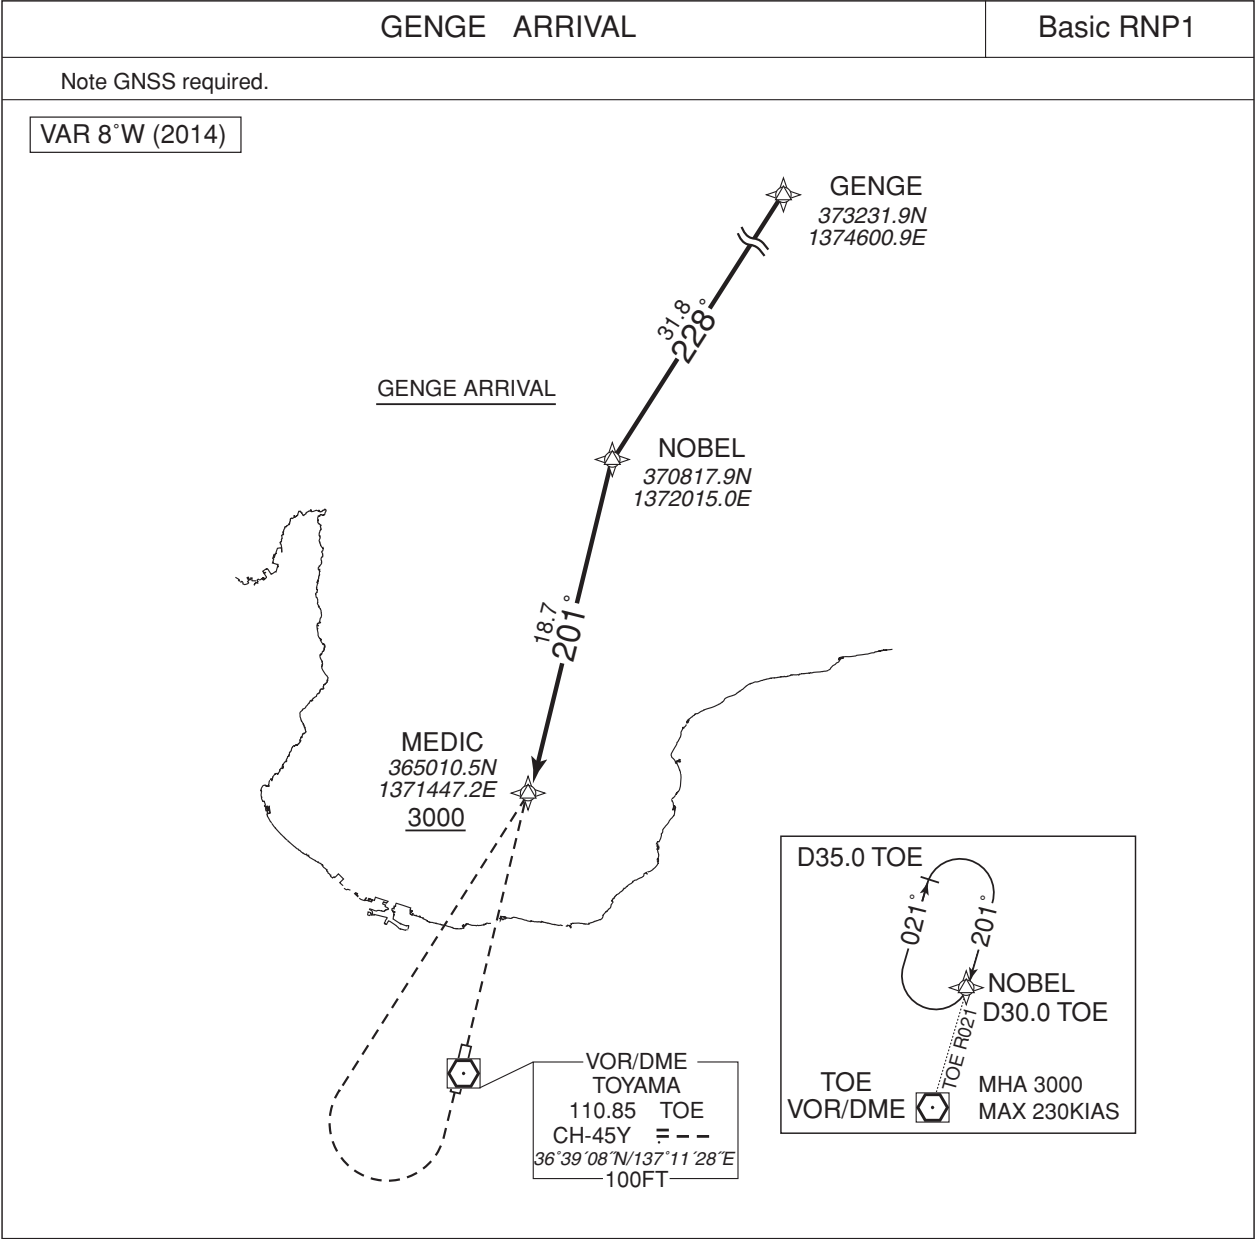 GENGE ARRIVAL
Basic RNP1
Note GNSS required.
VAR 8°W (2014)
GENGE
373231.9N
1374600.9E
31.8
228°
GENGE ARRIVAL
NOBEL
370817.9N
1372015.0E
18.7
201°
MEDIC
365010.5N
1371447.2E
3000
VOR/DME
TOYAMA
110.85 TOE
CH-45Y
36°39′08″N/137°11′28″E
100FT
D35.0 TOE
021°
201°
NOBEL
D30.0 TOE
TOE R021
TOE
VOR/DME
MHA 3000
MAX 230KIAS